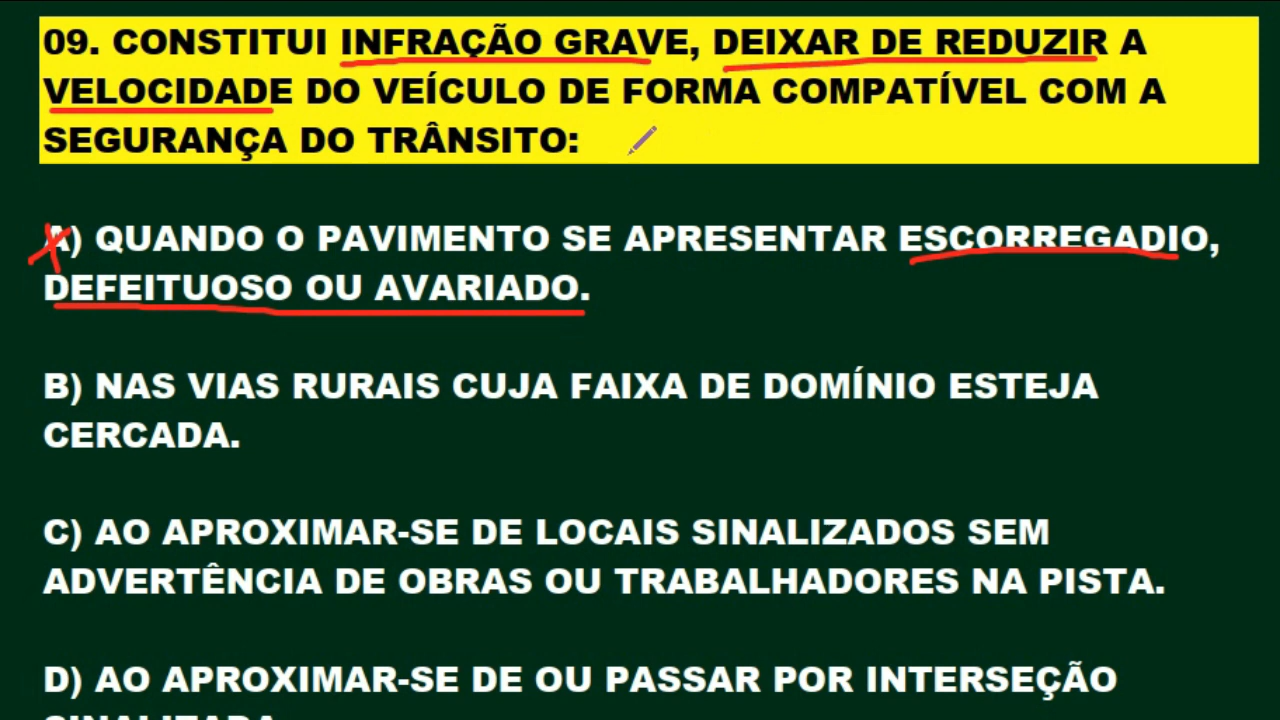 09. CONSTITUI INFRAÇÃO GRAVE, DEIXAR DE REDUZIR A
VELOCIDADE DO VEÍCULO DE FORMA COMPATÍVEL COM A
SEGURANÇA DO TRÂNSITO:
A) QUANDO O PAVIMENTO SE APRESENTAR ESCORREGADIO,
DEFEITUOSO OU AVARIADO.
B) NAS VIAS RURAIS CUJA FAIXA DE DOMÍNIO ESTEJA
CERCADA.
C) AO APROXIMAR-SE DE LOCAIS SINALIZADOS SEM
ADVERTÊNCIA DE OBRAS OU TRABALHADORES NA PISTA.
D) AO APROXIMAR-SE DE OU PASSAR POR INTERSEÇÃO